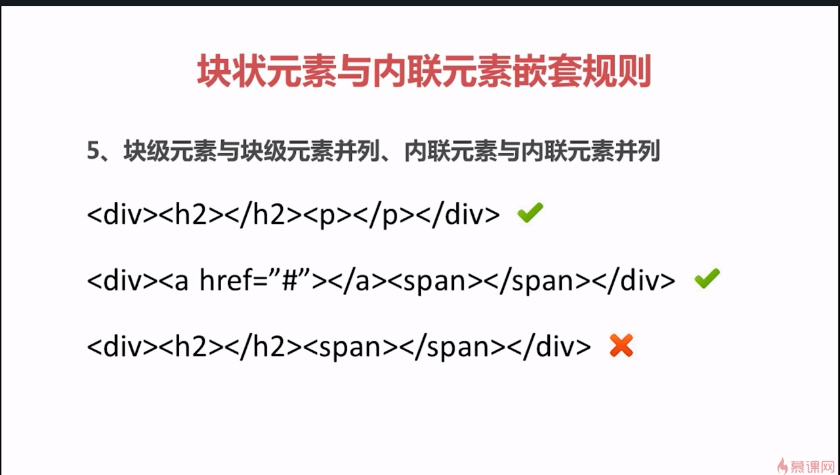 块状元素与内联元素嵌套规则
5、块级元素与块级元素并列、内联元素与内联元素并列
<div><h2></h2><p></p></div>
<div><a href=”#”></a><span></span></div>
<div><h2></h2><span></span></div>
慕课网